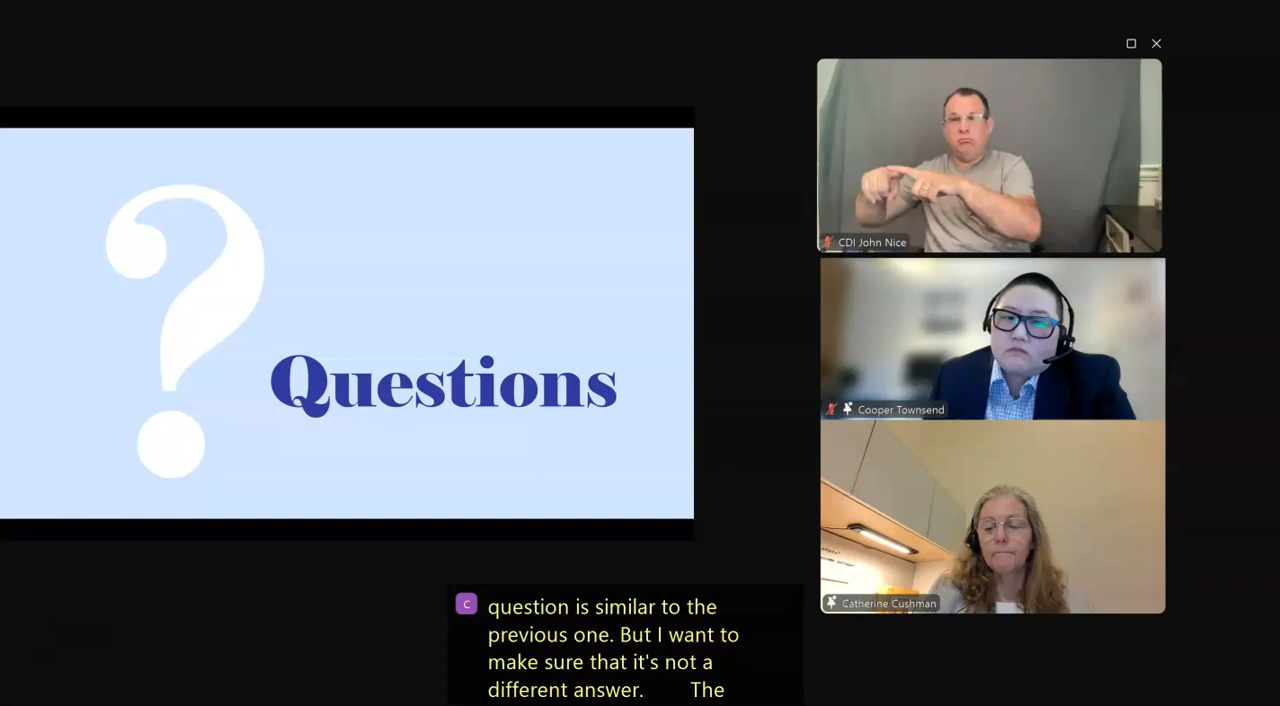 ?
Questions
CDI John Nice
Cooper Townsend
Catherine Cushman
C
question is similar to the
previous one. But I want to
make sure that it's not a
different answer. The